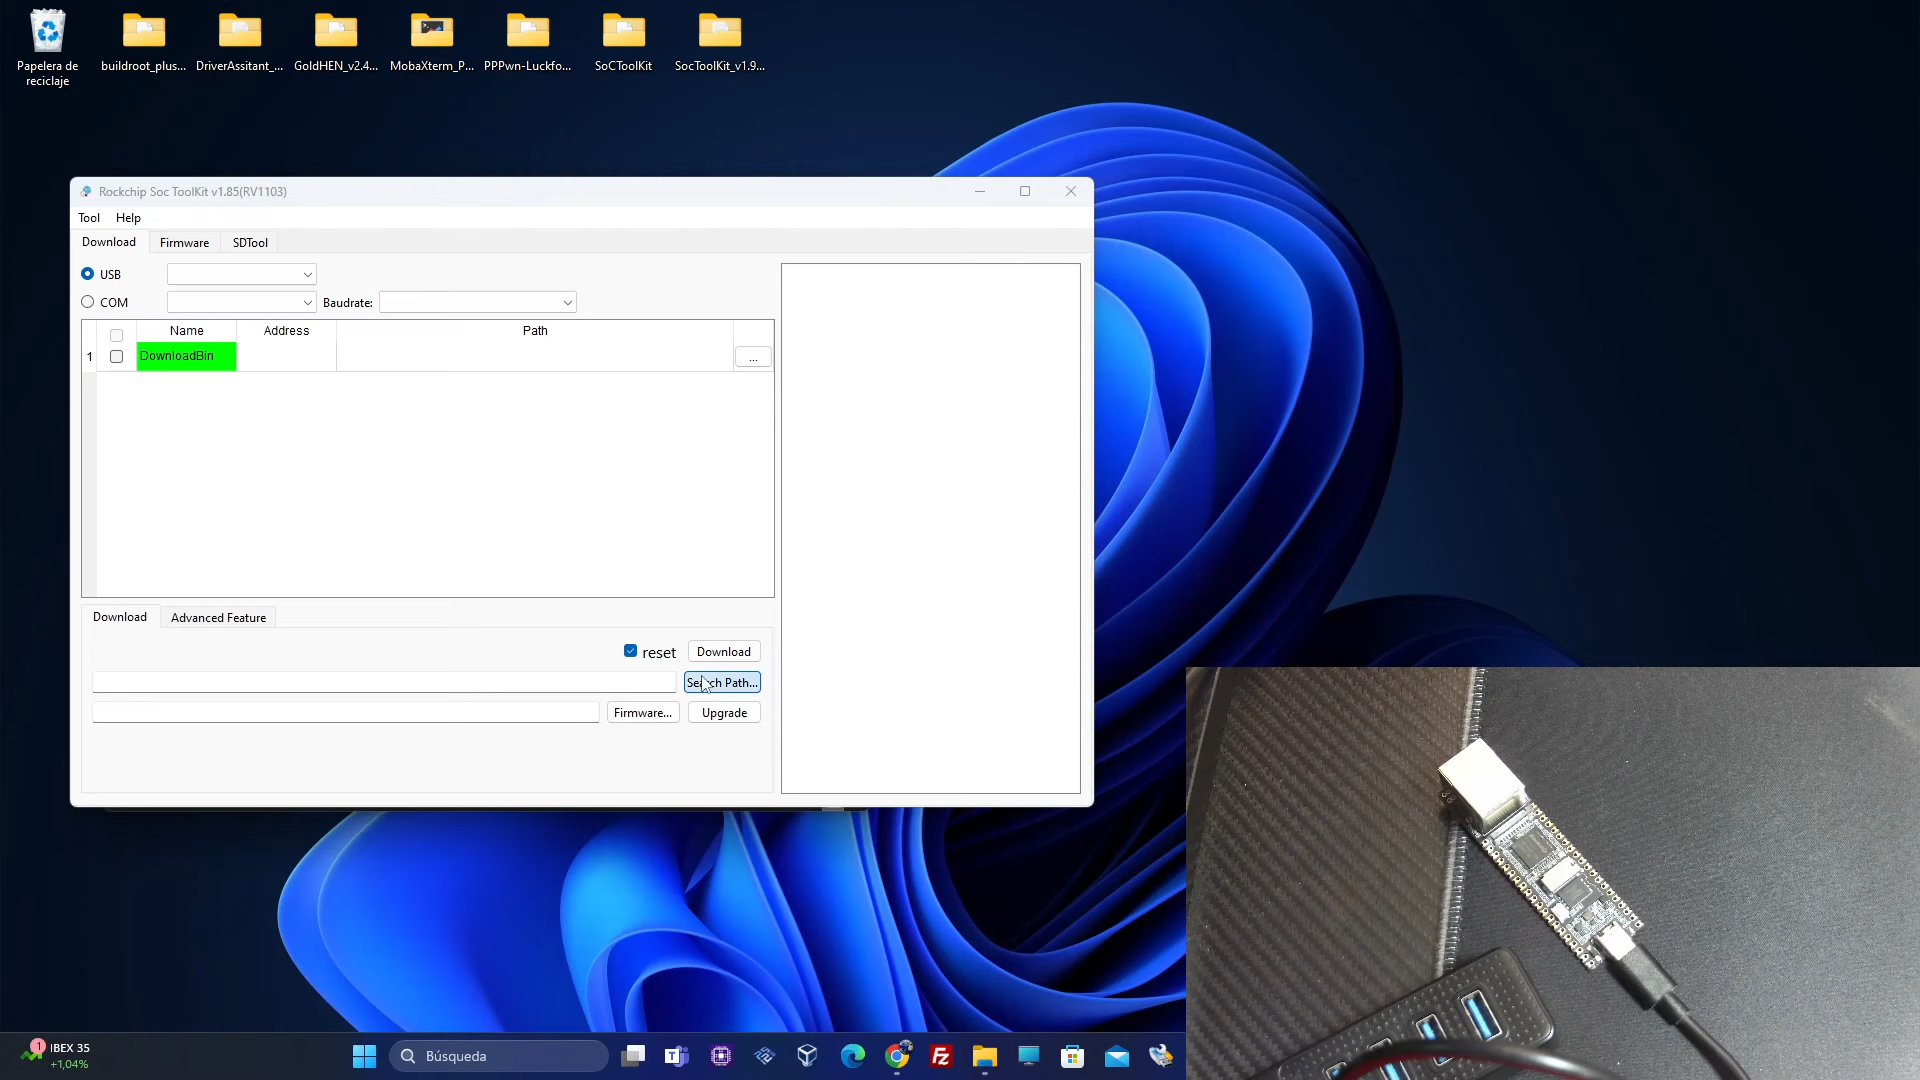 Papelera de
reciclaje
buildroot_plus...
DriverAssitant_...
GoldHEN_v2.4...
MobaXterm_P...
PPPwn-Luckfo...
SoCToolKit
SocToolKit_v1.9...
Rockchip Soc ToolKit v1.85(RV1103)
Tool Help
Download Firmware SDTool
USB
COM Baudrate:
Name Address Path
1 DownloadBin ...
Download Advanced Feature
reset Download
Search Path...
Firmware... Upgrade
1 IBEX 35
+1,04%
Búsqueda